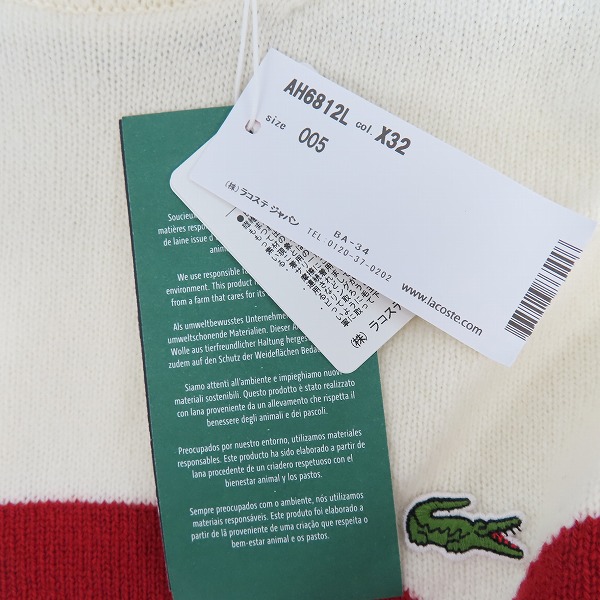 AH6812L col. X32
size 005
(株)ラコステ ジャパン
BA-34
TEL.0120-37-0202
www.lacoste.com
(株) ラコステ
Soucieux
matières respon
de laine issue d'
anim
We use responsible
environment. This product
from a farm that cares for its
Als umweltbewusstes Unternehme
umweltschonende Materialien. Dieser A
Wolle aus tierfreundlicher Haltung herges
zudem auf den Schutz der Weideflächen Beda
Siamo attenti all'ambiente e impieghiamo nuov
materiali sostenibili. Questo prodotto è stato realizzato
con lana proveniente da un allevamento che rispetta il
benessere degli animali e dei pascoli.
Preocupados por nuestro entorno, utilizamos materiales
responsables. Este producto ha sido elaborado a partir de
lana procedente de un criadero respetuoso con el
bienestar animal y los pastos.
Sempre preocupados com o ambiente, nós utilizamos
materiais responsáveis. Este produto foi elaborado a
partir de lã proveniente de uma criação que respeita o
bem-estar animal e os pastos.